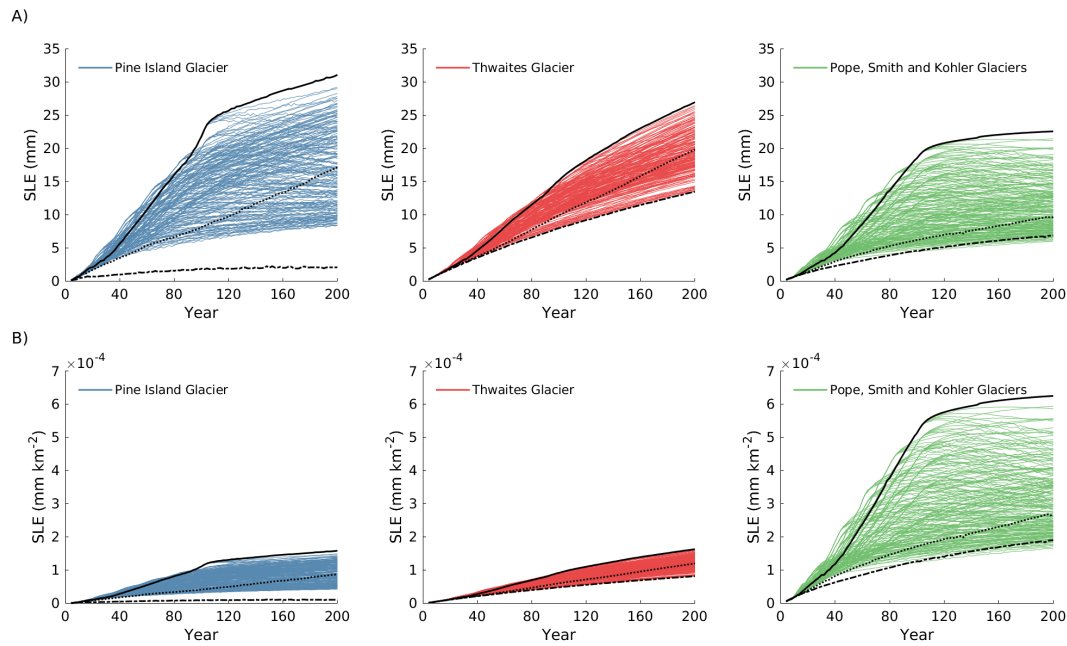 A)
Pine Island Glacier
Thwaites Glacier
Pope, Smith and Kohler Glaciers
35
30
25
20
15
10
5
0
SLE (mm)
0 40 80 120 160 200
Year
35
30
25
20
15
10
5
0
SLE (mm)
0 40 80 120 160 200
Year
35
30
25
20
15
10
5
0
SLE (mm)
0 40 80 120 160 200
Year
B)
×10-4
Pine Island Glacier
7
6
5
4
3
2
1
0
SLE (mm km-2)
0 40 80 120 160 200
Year
×10-4
Thwaites Glacier
7
6
5
4
3
2
1
0
SLE (mm km-2)
0 40 80 120 160 200
Year
×10-4
Pope, Smith and Kohler Glaciers
7
6
5
4
3
2
1
0
SLE (mm km-2)
0 40 80 120 160 200
Year